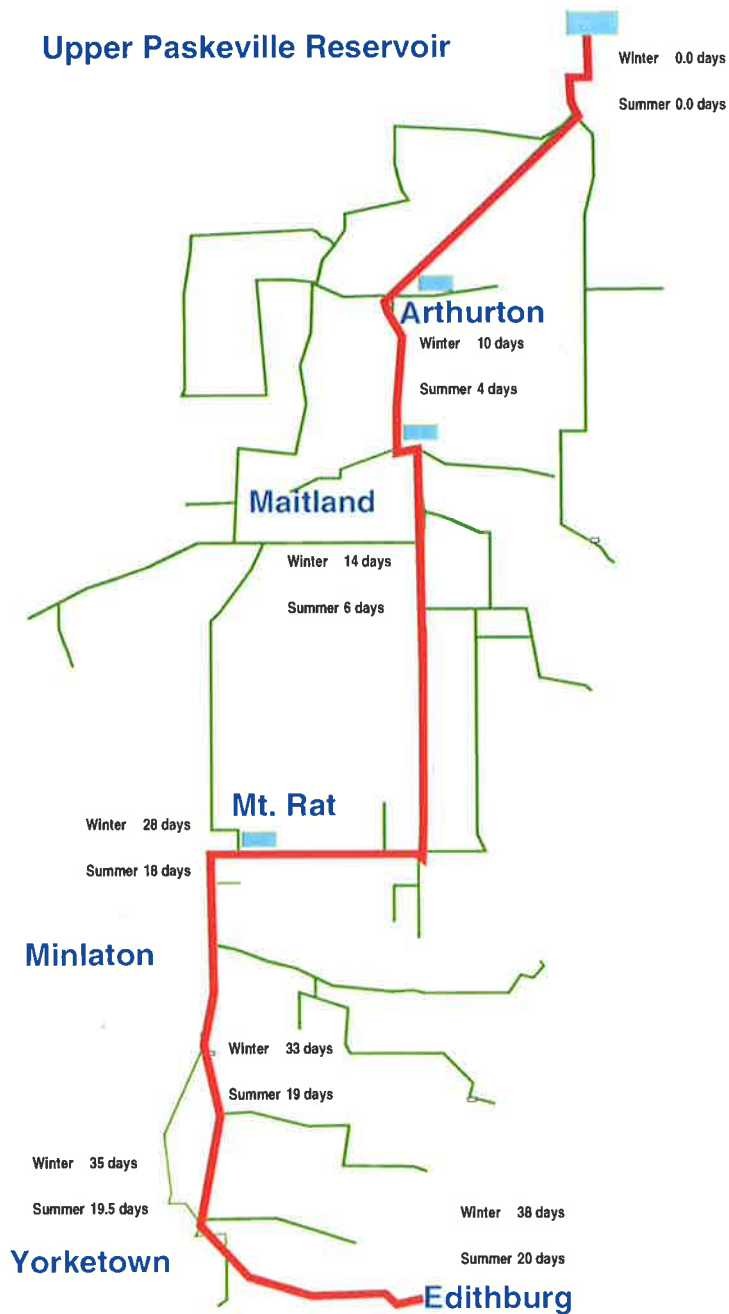 Upper Paskeville Reservoir
Winter 0.0 days
Summer 0.0 days
Arthurton
Winter 10 days
Summer 4 days
Maitland
Winter 14 days
Summer 6 days
Mt. Rat
Winter 28 days
Summer 18 days
Minlaton
Winter 33 days
Summer 19 days
Winter 35 days
Summer 19.5 days
Yorketown
Winter 38 days
Summer 20 days
Edithburg